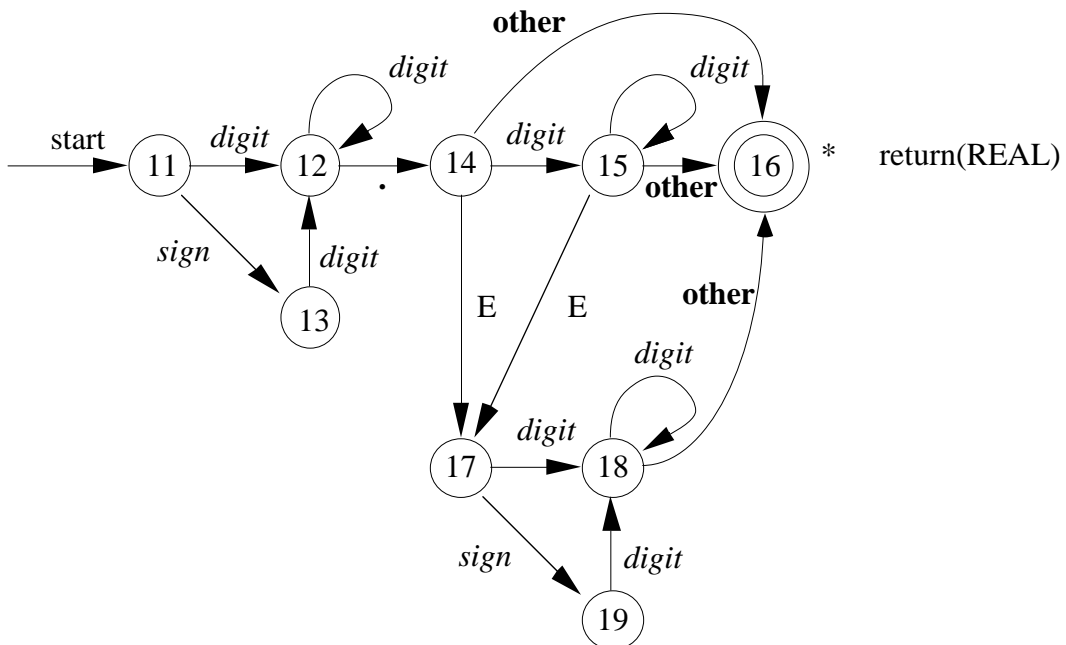 other
digit
digit
start
digit
digit
11
12
.
14
15
other
16
*
return(REAL)
sign
digit
13
E
E
other
digit
digit
17
18
sign
digit
19